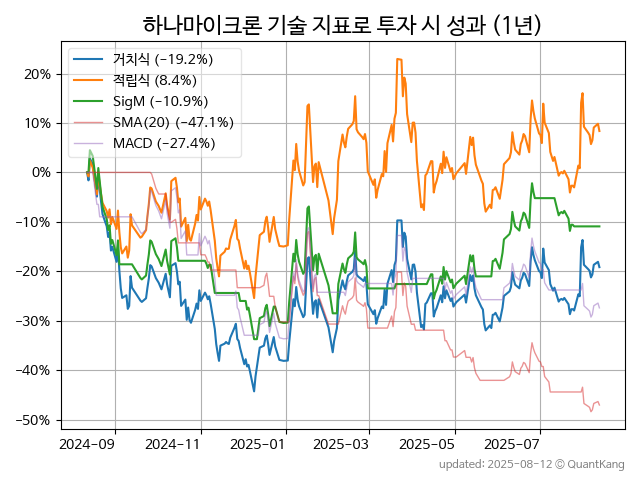 하나마이크론 기술 지표로 투자 시 성과 (1년)
거치식 (−19.2%)
적립식 (8.4%)
SigM (−10.9%)
SMA(20) (−47.1%)
MACD (−27.4%)
20%
10%
0%
−10%
−20%
−30%
−40%
−50%
2024−09 2024−11 2025−01 2025−03 2025−05 2025−07
updated: 2025−08−12 ⓒ QuantKang